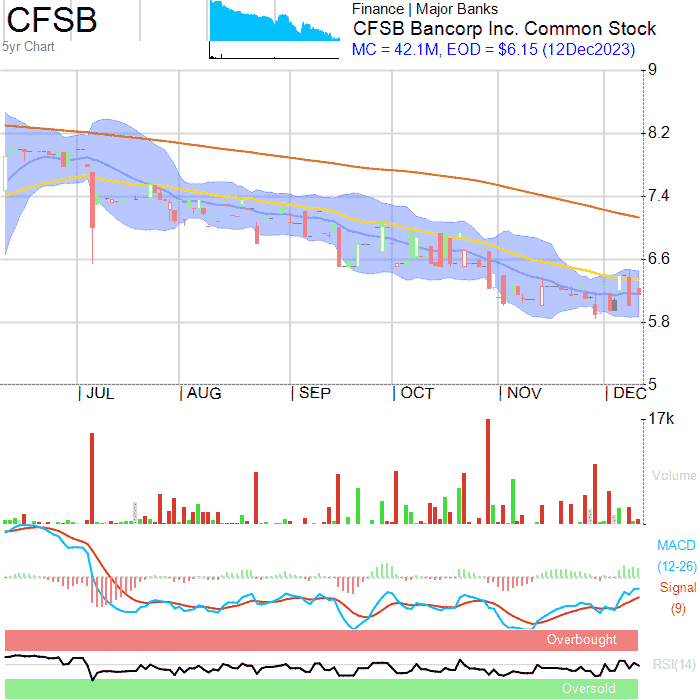 CFSB
5yr Chart
Finance | Major Banks
CFSB Bancorp Inc. Common Stock
MC = 42.1M, EOD = $6.15 (12Dec2023)
9
8.2
7.4
6.6
5.8
5
| JUL | AUG | SEP | OCT | NOV | DEC
17k
Volume
MACD
(12-26)
Signal
(9)
Overbought
RSI(14)
Oversold